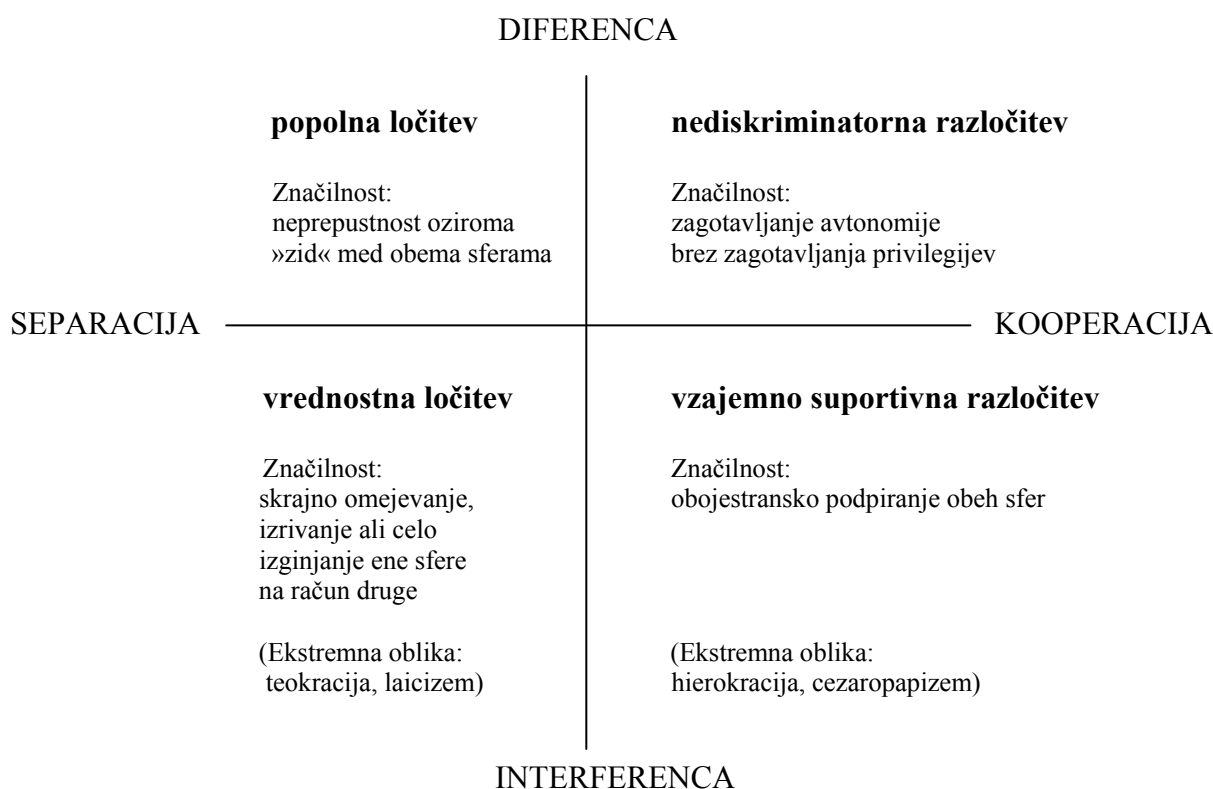 DIFERENCA
popolna ločitev
Značilnost:
neprepustnost oziroma
»zid« med obema sferama
nediskriminatorna razločitev
Značilnost:
zagotavljanje avtonomije
brez zagotavljanja privilegijev
SEPARACIJA
KOOPERACIJA
vrednostna ločitev
Značilnost:
skrajno omejevanje,
izrivanje ali celo
izginjanje ene sfere
na račun druge
(Ekstremna oblika:
teokracija, laicizem)
vzajemno suportivna razločitev
Značilnost:
obojestransko podpiranje obeh sfer
(Ekstremna oblika:
hierokracija, cezaropapizem)
INTERFERENCA